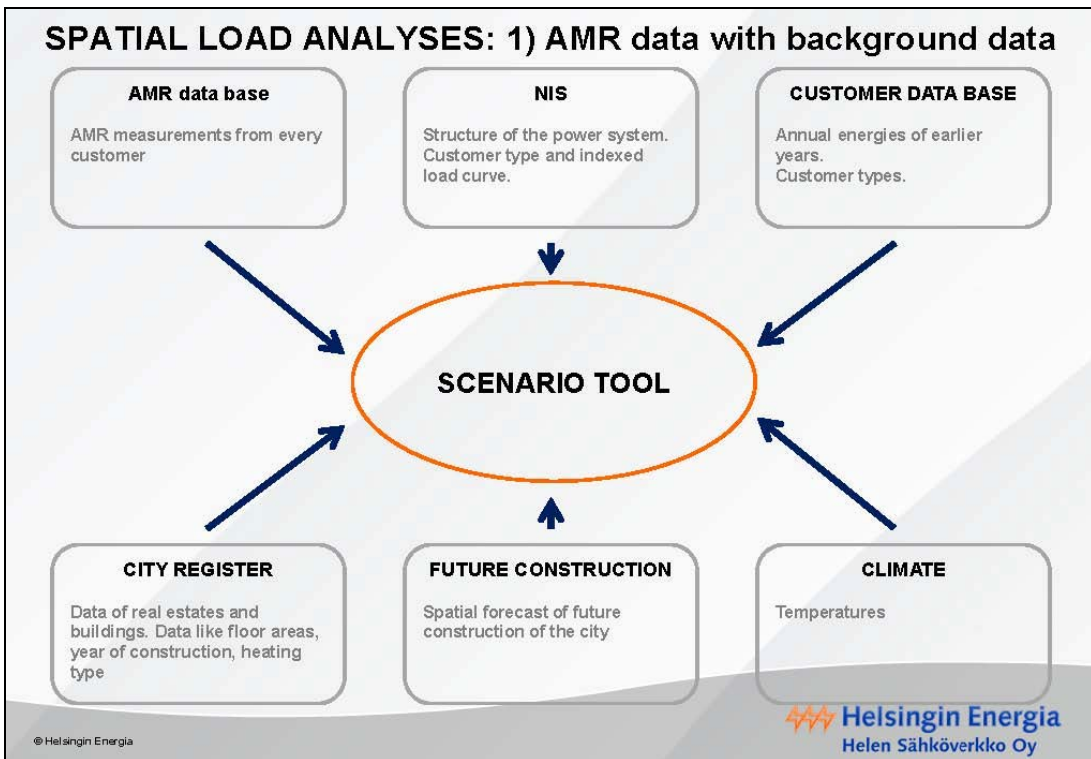 SPATIAL LOAD ANALYSES: 1) AMR data with background data
AMR data base
AMR measurements from every
customer
NIS
Structure of the power system.
Customer type and indexed
load curve.
CUSTOMER DATA BASE
Annual energies of earlier
years.
Customer types.
SCENARIO TOOL
CITY REGISTER
Data of real estates and
buildings. Data like floor areas,
year of construction, heating
type
FUTURE CONSTRUCTION
Spatial forecast of future
construction of the city
CLIMATE
Temperatures
© Helsingin Energia
Helsingin Energia
Helen Sähköverkko Oy